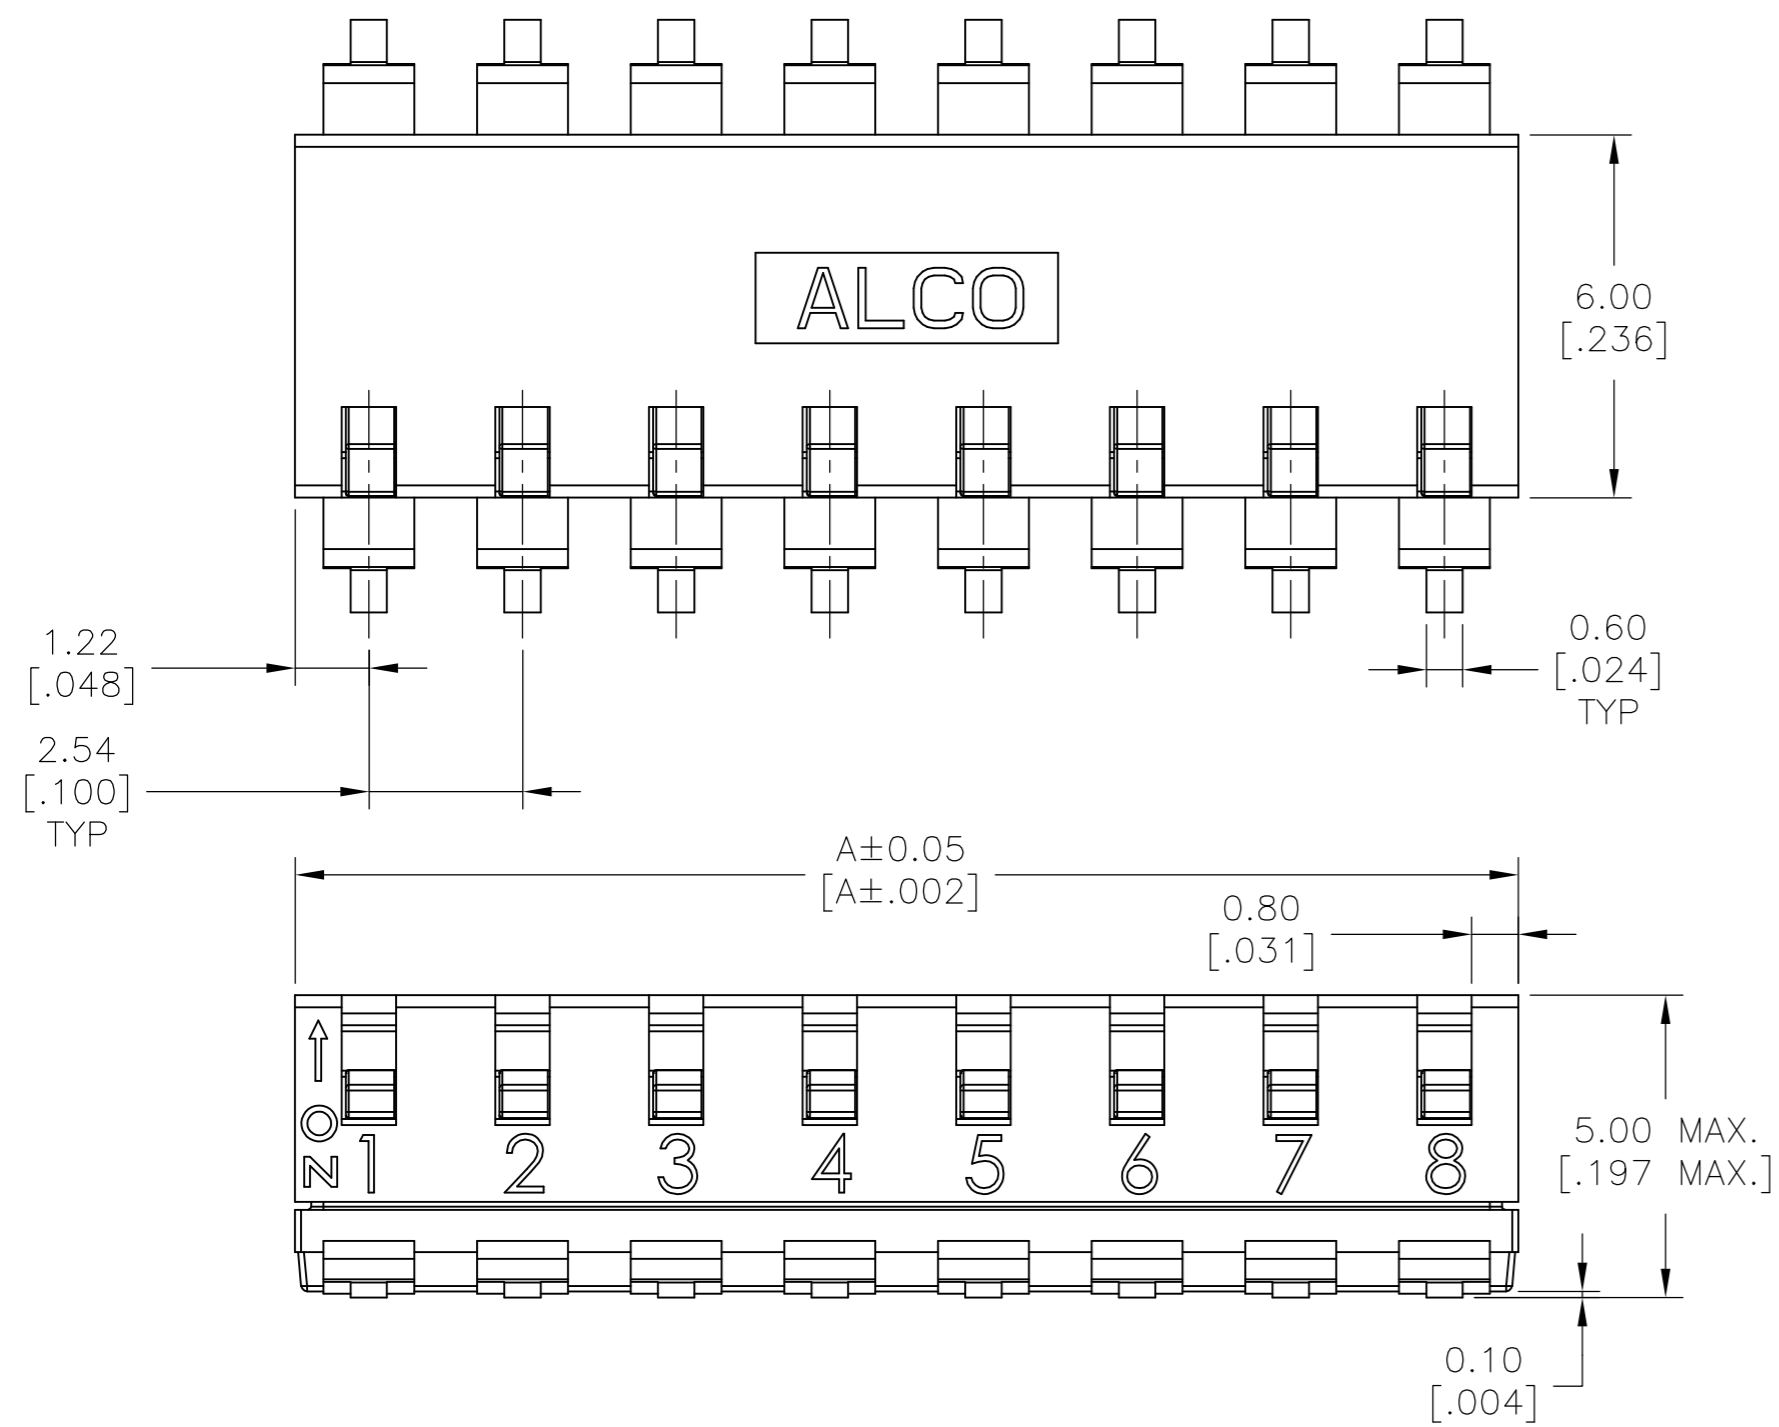 ALCO
6.00
[.236]
1.22
[.048]
0.60
[.024]
TYP
2.54
[.100]
TYP
A±0.05
[A±.002]
0.80
[.031]
ON
1 2 3 4 5 6 7 8
5.00 MAX.
[.197 MAX.]
0.10
[.004]